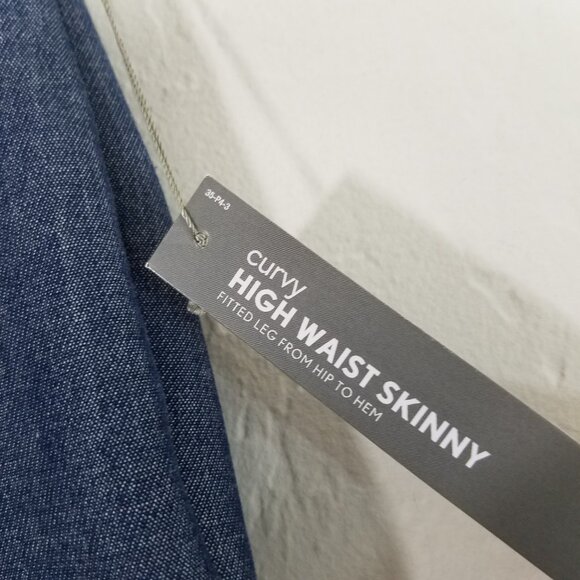 35-P4-3
curvy
HIGH WAIST SKINNY
FITTED LEG FROM HIP TO HEM